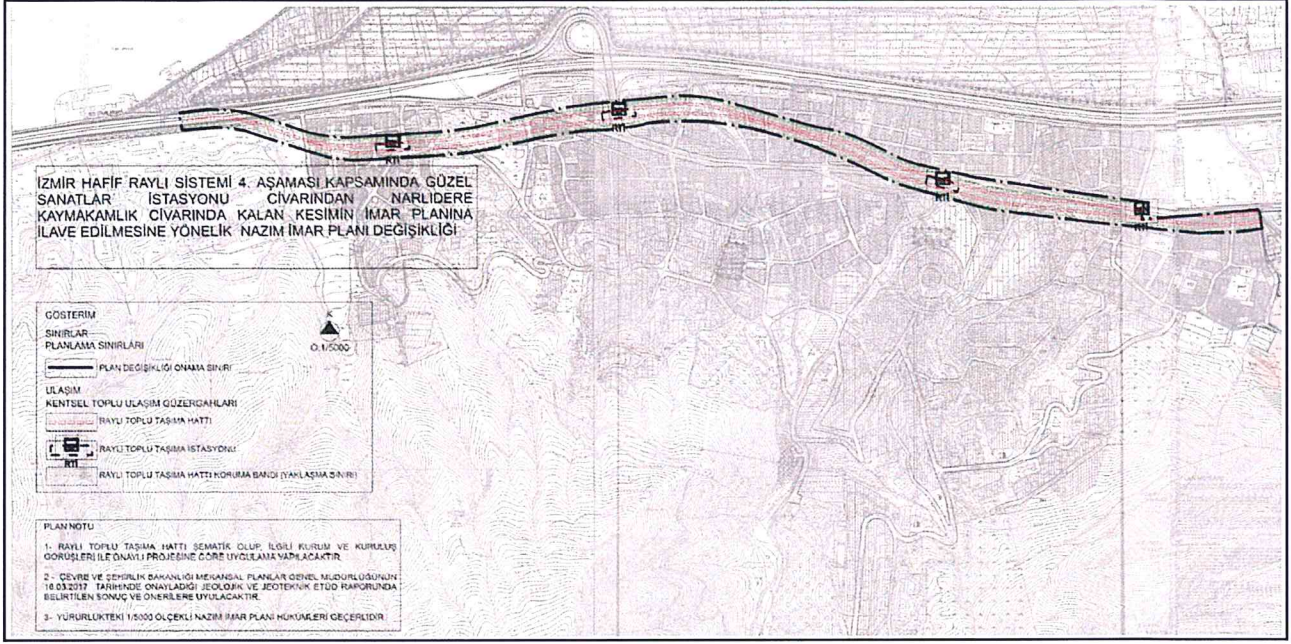 İZMİR HAFİF RAYLI SİSTEMİ 4. AŞAMASI KAPSAMINDA GÜZEL
SANATLAR İSTASYONU CİVARINDAN NARLIDERE
KAYMAKAMLIK CİVARINDA KALAN KESİMİN İMAR PLANINA
İLAVE EDİLMESİNE YÖNELİK NAZIM İMAR PLANI DEĞİŞİKLİĞİ
GÖSTERİM
SINIRLAR
PLANLAMA SINIRLARI
K
Ö:1/5000
PLAN DEĞİŞİKLİĞİ ONAMA SINIRI
ULAŞIM
KENTSEL TOPLU ULAŞIM GÜZERGAHLARI
RAYLI TOPLU TAŞIMA HATTI
RAYLI TOPLU TAŞIMA İSTASYONU
RTİ
RAYLI TOPLU TAŞIMA HATTI KORUMA BANDI (YAKLAŞMA SINIRI)
PLAN NOTU
1- RAYLI TOPLU TAŞIMA HATTI ŞEMATİK OLUP, İLGİLİ KURUM VE KURULUŞ
GÖRÜŞLERİ İLE ONAYLI PROJESİNE GÖRE UYGULAMA YAPILACAKTIR.
2 - ÇEVRE VE ŞEHİRLİK BAKANLIĞI MEKANSAL PLANLAR GENEL MÜDÜRLÜĞÜNÜN
16.03.2017 TARİHİNDE ONAYLADIĞI JEOLOJİK VE JEOTEKNİK ETÜD RAPORUNDA
BELİRTİLEN SONUÇ VE ÖNERİLERE UYULACAKTIR.
3- YÜRÜRLÜKTEKİ 1/5000 ÖLÇEKLİ NAZIM İMAR PLANI HÜKÜMLERİ GEÇERLİDİR.
RTİ
RTİ
RTİ
RTİ